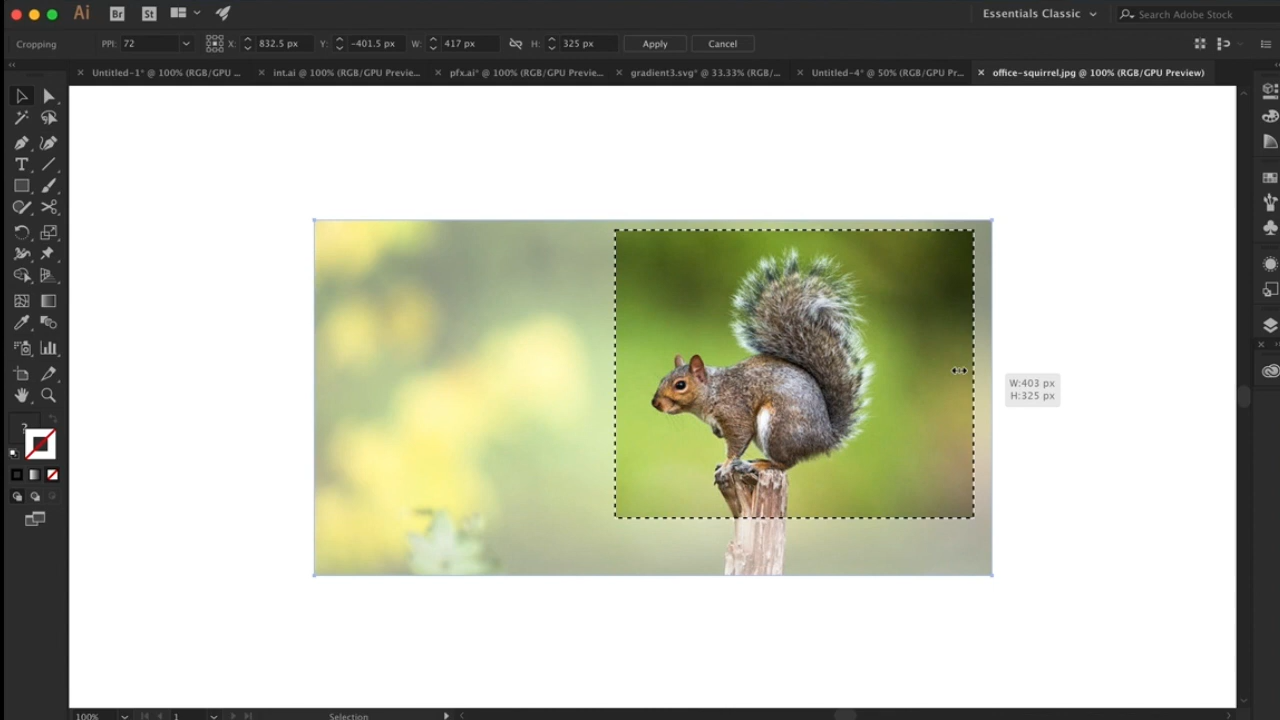 Ai Br St Essentials Classic Search Adobe Stock
Cropping PPI: 72 X: 832.5 px Y: -401.5 px W: 417 px H: 325 px Apply Cancel
Untitled-1* @ 100% (RGB/GPU ... int.ai @ 100% (RGB/GPU Previe... pfx.ai* @ 100% (RGB/GPU Previe... gradient3.svg* @ 33.33% (RGB/... Untitled-4* @ 50% (RGB/GPU Pr... office-squirrel.jpg @ 100% (RGB/GPU Preview)
T
W:403 px
H:325 px
?
100% 1 Selection